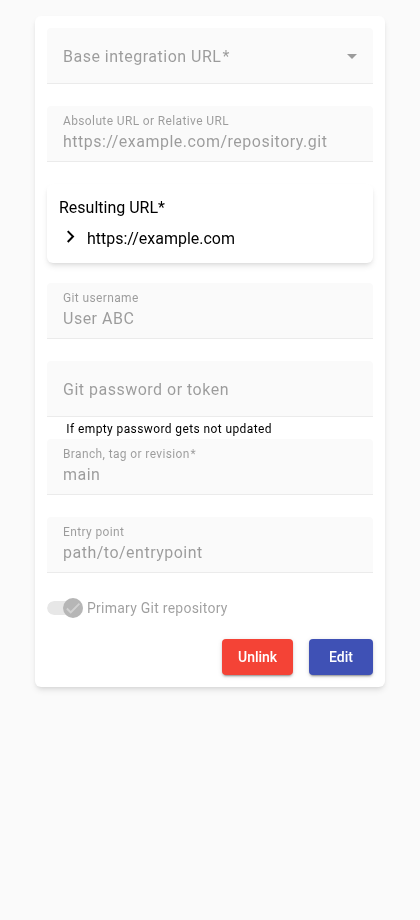 Base integration URL*
Absolute URL or Relative URL
https://example.com/repository.git
Resulting URL*
https://example.com
Git username
User ABC
Git password or token
If empty password gets not updated
Branch, tag or revision*
main
Entry point
path/to/entrypoint
Primary Git repository
Unlink Edit